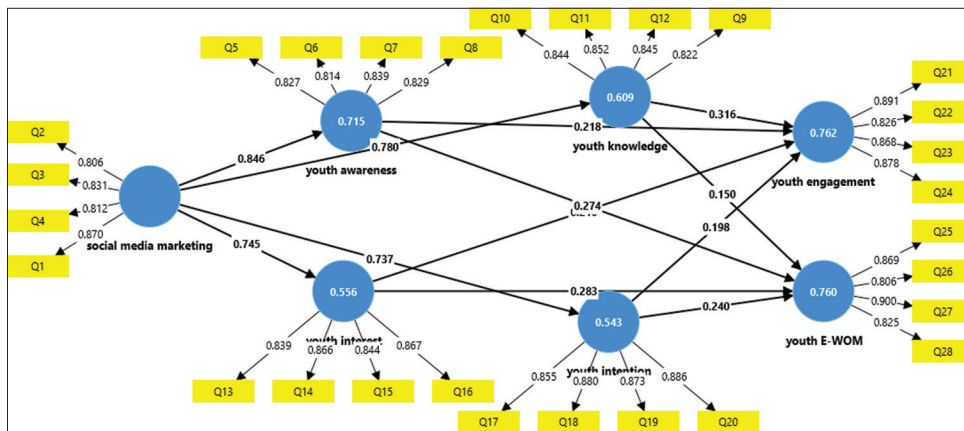 Q10 Q11 Q12 Q9
Q5 Q6 Q7 Q8
0.844 0.852 0.845 0.822
0.827 0.814 0.839 0.829
Q21
0.891
Q22
0.826
Q23
0.868
0.878
Q24
0.609
0.316
0.715
0.218
0.762
youth knowledge
youth engagement
Q2
0.806
0.846
0.780
youth awareness
Q3
0.831
Q4
0.812
Q1
0.870
social media marketing
0.745
0.737
0.274
0.150
0.198
Q25
0.869
Q26
0.806
Q27
0.900
0.825
Q28
0.556
0.283
0.760
0.543
0.240
youth interest
youth intention
youth E-WOM
0.839 0.866 0.844 0.867
Q13 Q14 Q15 Q16
0.855 0.880 0.873 0.886
Q17 Q18 Q19 Q20